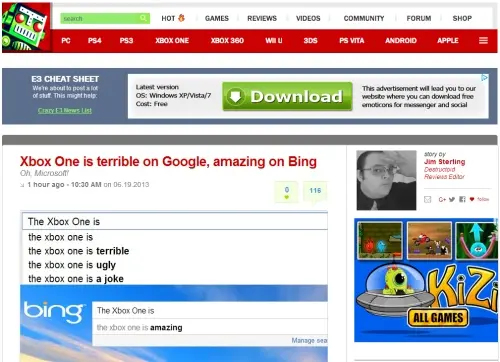 search
HOT
GAMES
REVIEWS
VIDEOS
COMMUNITY
FORUM
SHOP
PC
PS4
PS3
XBOX ONE
XBOX 360
WII U
3DS
PS VITA
ANDROID
APPLE
E3 CHEAT SHEET
We're about to post a lot
of stuff. This might help:
Crazy E3 News List
Latest version
OS: Windows XP/Vista/7
Cost: Free
Download
This advertisement will lead you to our
website where you can download free
emoticons for messenger and social
Xbox One is terrible on Google, amazing on Bing
Oh, Microsoft!
1 hour ago - 10:30 AM on 06.19.2013
0
116
story by
Jim Sterling
Destructoid
Reviews Editor
G+
follow
The Xbox One is
the xbox one is
the xbox one is terrible
the xbox one is ugly
the xbox one is a joke
bing
The Xbox One is
the xbox one is amazing
Manage sea
KiZi
ALL GAMES